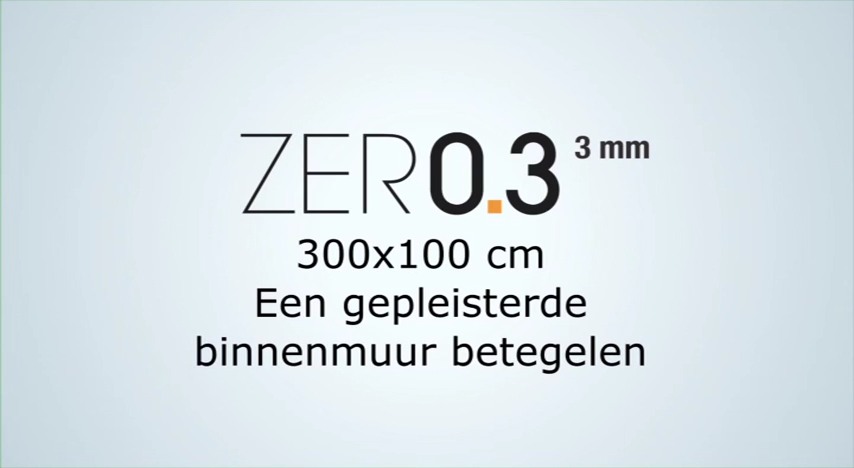 ZER0.3 3 mm
300x100 cm
Een gepleisterde
binnenmuur betegelen